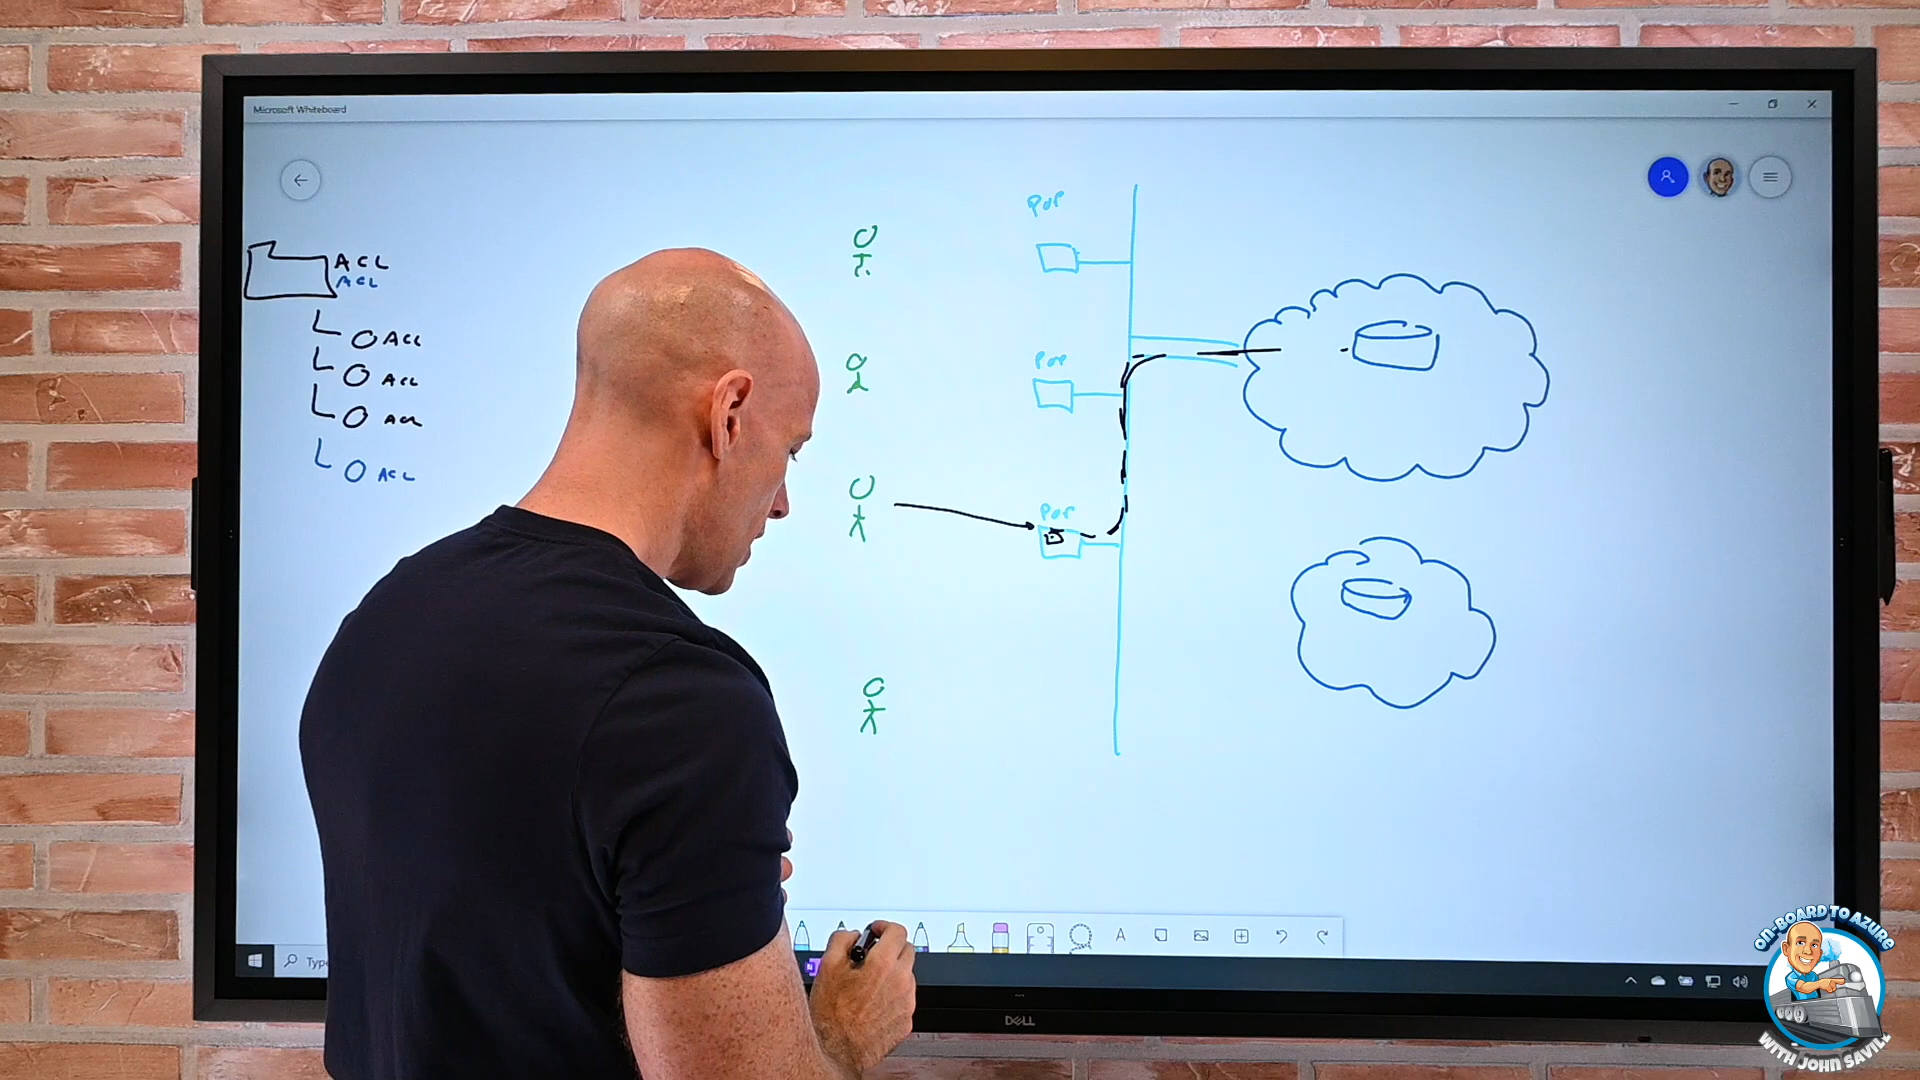 Microsoft Whiteboard
PoP
ACL
ACL
ACL
ACL
ACL
ACL
PoP
PoP
A
Type
DELL
ON-BOARD TO AZURE
WITH JOHN SAVILL